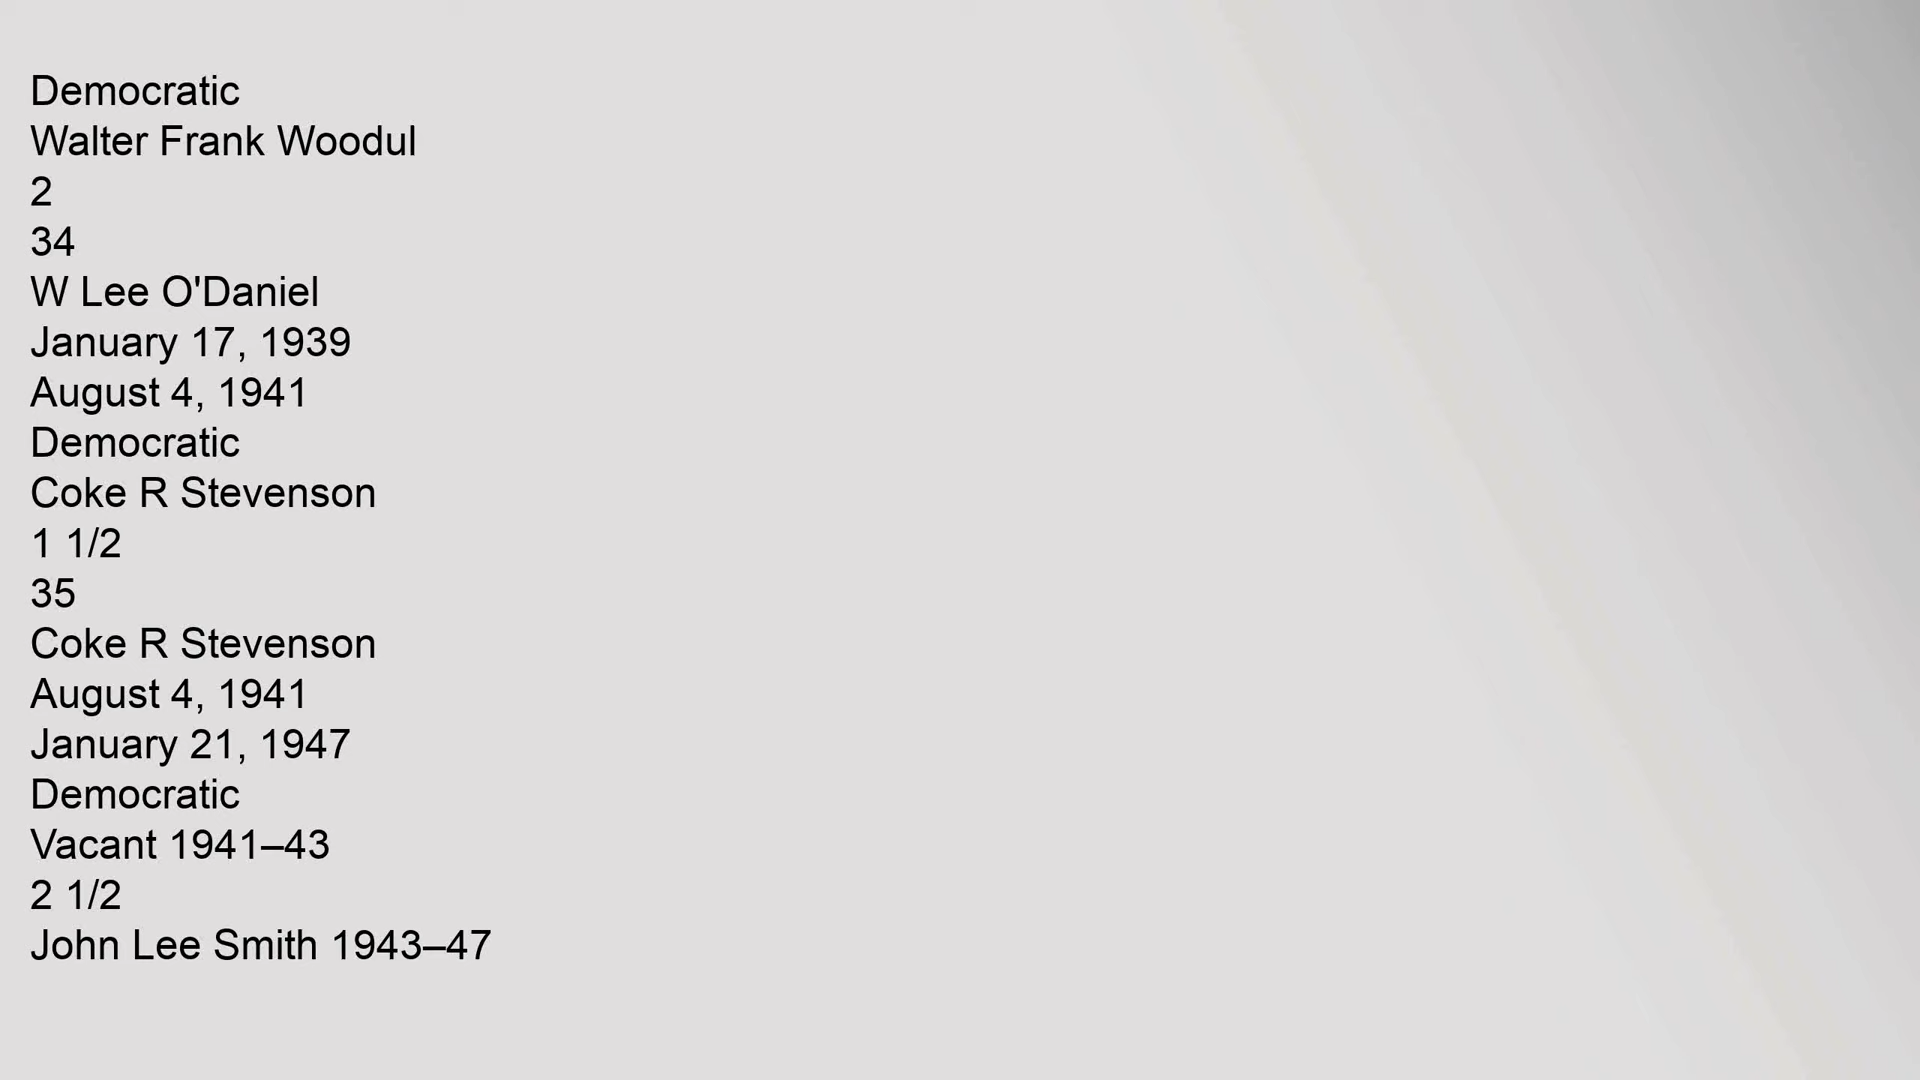 Democratic
Walter Frank Woodul
2
34
W Lee O'Daniel
January 17, 1939
August 4, 1941
Democratic
Coke R Stevenson
1 1/2
35
Coke R Stevenson
August 4, 1941
January 21, 1947
Democratic
Vacant 1941–43
2 1/2
John Lee Smith 1943–47